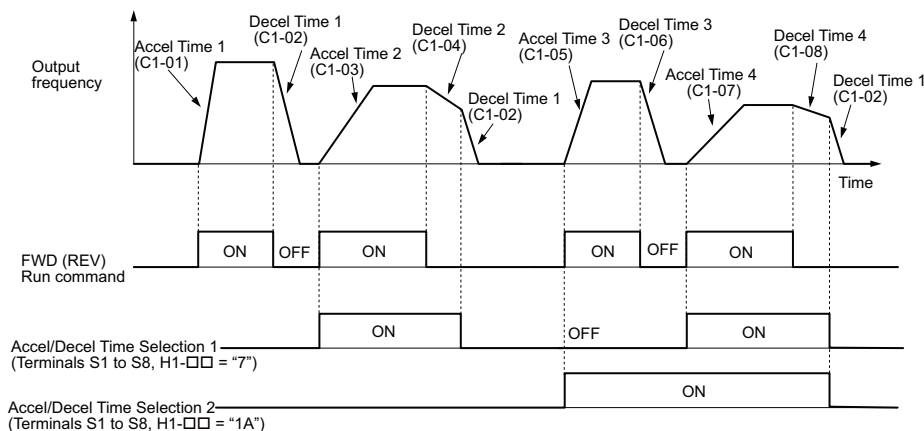 Output
frequency
Accel Time 1
(C1-01)
Decel Time 1
(C1-02)
Accel Time 2
(C1-03)
Decel Time 2
(C1-04)
Decel Time 1
(C1-02)
Accel Time 3
(C1-05)
Decel Time 3
(C1-06)
Accel Time 4
(C1-07)
Decel Time 4
(C1-08)
Decel Time 1
(C1-02)
Time
FWD (REV)
Run command
ON
OFF
ON
ON
OFF
ON
Accel/Decel Time Selection 1
(Terminals S1 to S8, H1-□□ = “7”)
ON
OFF
ON
Accel/Decel Time Selection 2
(Terminals S1 to S8, H1-□□ = “1A”)
ON